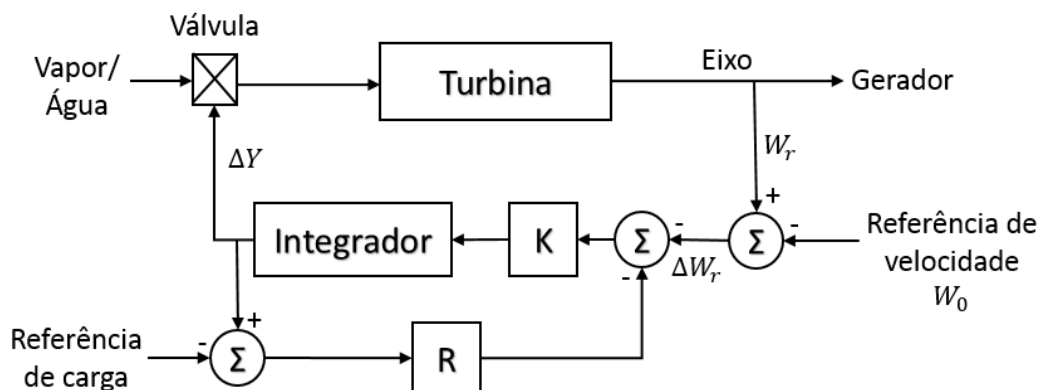 Válvula
Vapor/
Água
Turbina
Eixo
Gerador
ΔY
W_r
+
-
Referência de
velocidade
W_0
Σ
ΔW_r
-
Σ
-
K
Integrador
+
-
Referência
de carga
Σ
R